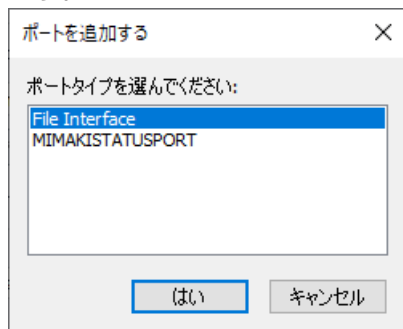 ポートを追加する
ポートタイプを選んでください:
File Interface
MIMAKISTATUSPORT
はい
キャンセル